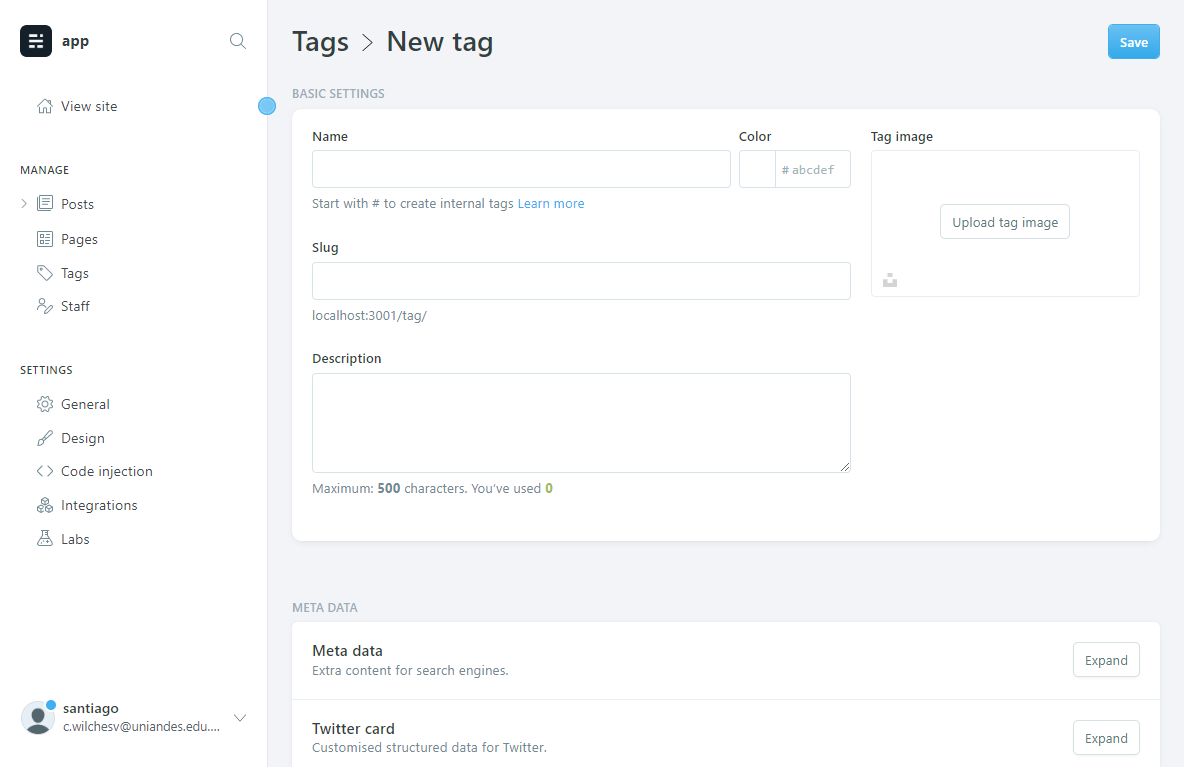 app
View site
MANAGE
Posts
Pages
Tags
Staff
SETTINGS
General
Design
Code injection
Integrations
Labs
santiago
c.wilchesv@uniandes.edu....
Tags > New tag
Save
BASIC SETTINGS
Name
Color
# abcdef
Start with # to create internal tags Learn more
Slug
localhost:3001/tag/
Description
Maximum: 500 characters. You’ve used 0
Tag image
Upload tag image
META DATA
Meta data
Extra content for search engines.
Expand
Twitter card
Customised structured data for Twitter.
Expand